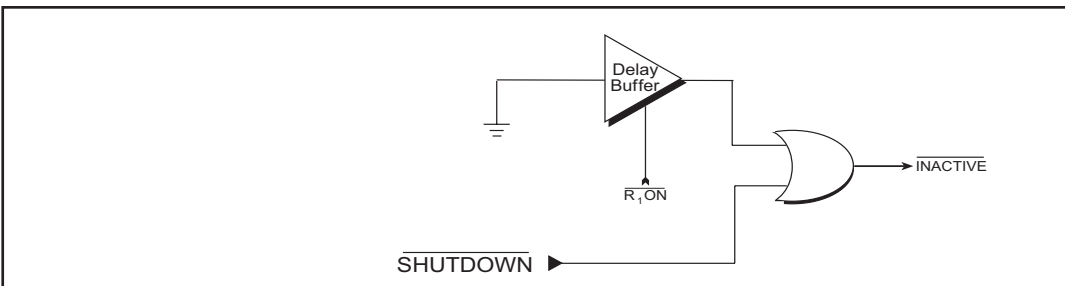 Delay
Buffer
INACTIVE
R₁ON
SHUTDOWN